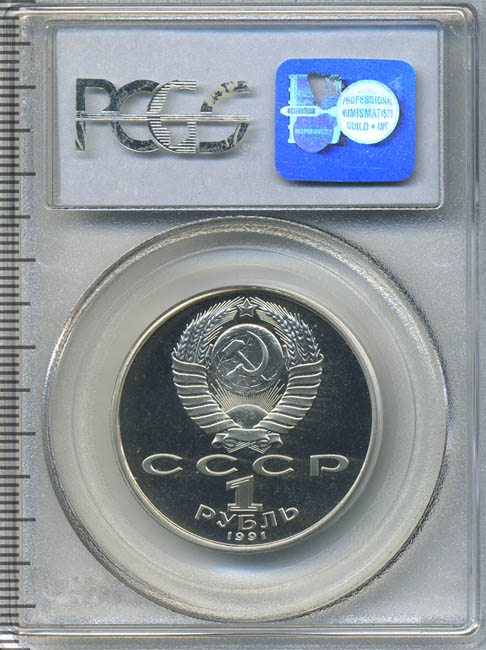 PCGS
PROFESSIONAL
NUMISMATISTS
GUILD • INC
СССР
1
РУБЛЬ
1991